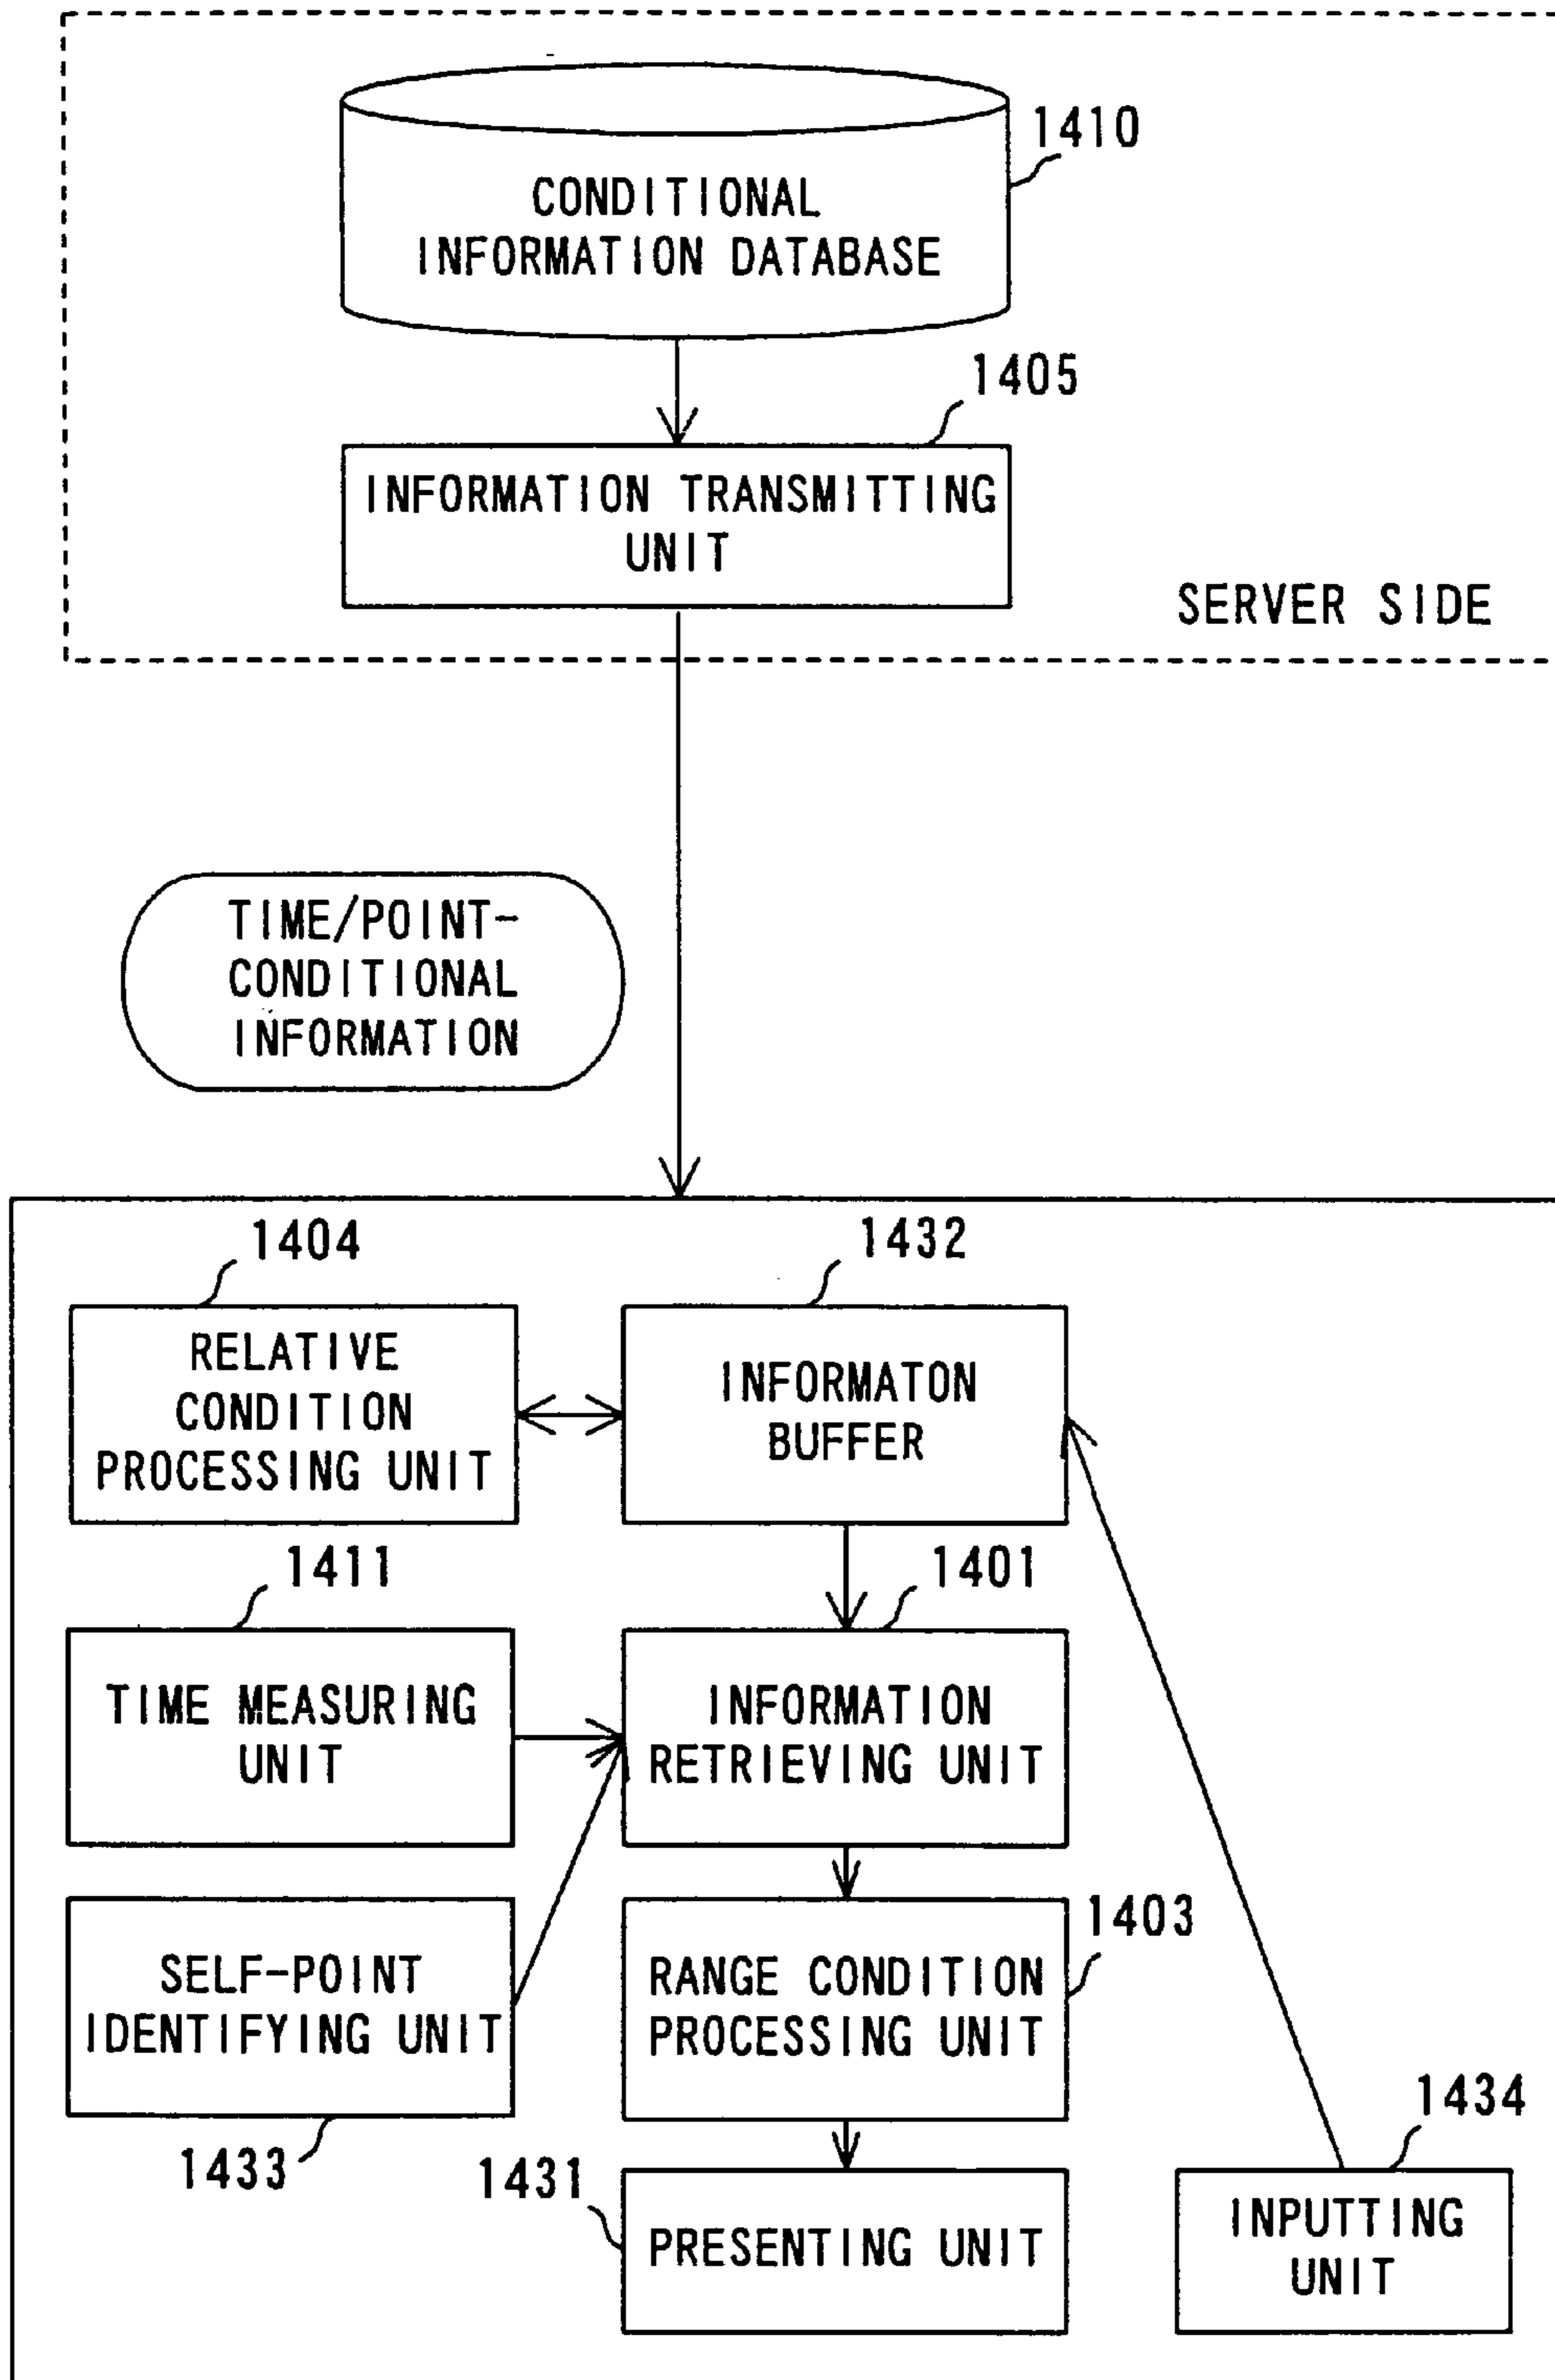 1410
CONDITIONAL
INFORMATION DATABASE
1405
INFORMATION TRANSMITTING
UNIT
SERVER SIDE
TIME/POINT-
CONDITIONAL
INFORMATION
1404
1432
RELATIVE
CONDITION
PROCESSING UNIT
INFORMATON
BUFFER
1411
1401
TIME MEASURING
UNIT
INFORMATION
RETRIEVING UNIT
1403
SELF-POINT
IDENTIFYING UNIT
RANGE CONDITION
PROCESSING UNIT
1433
1431
1434
PRESENTING UNIT
INPUTTING
UNIT